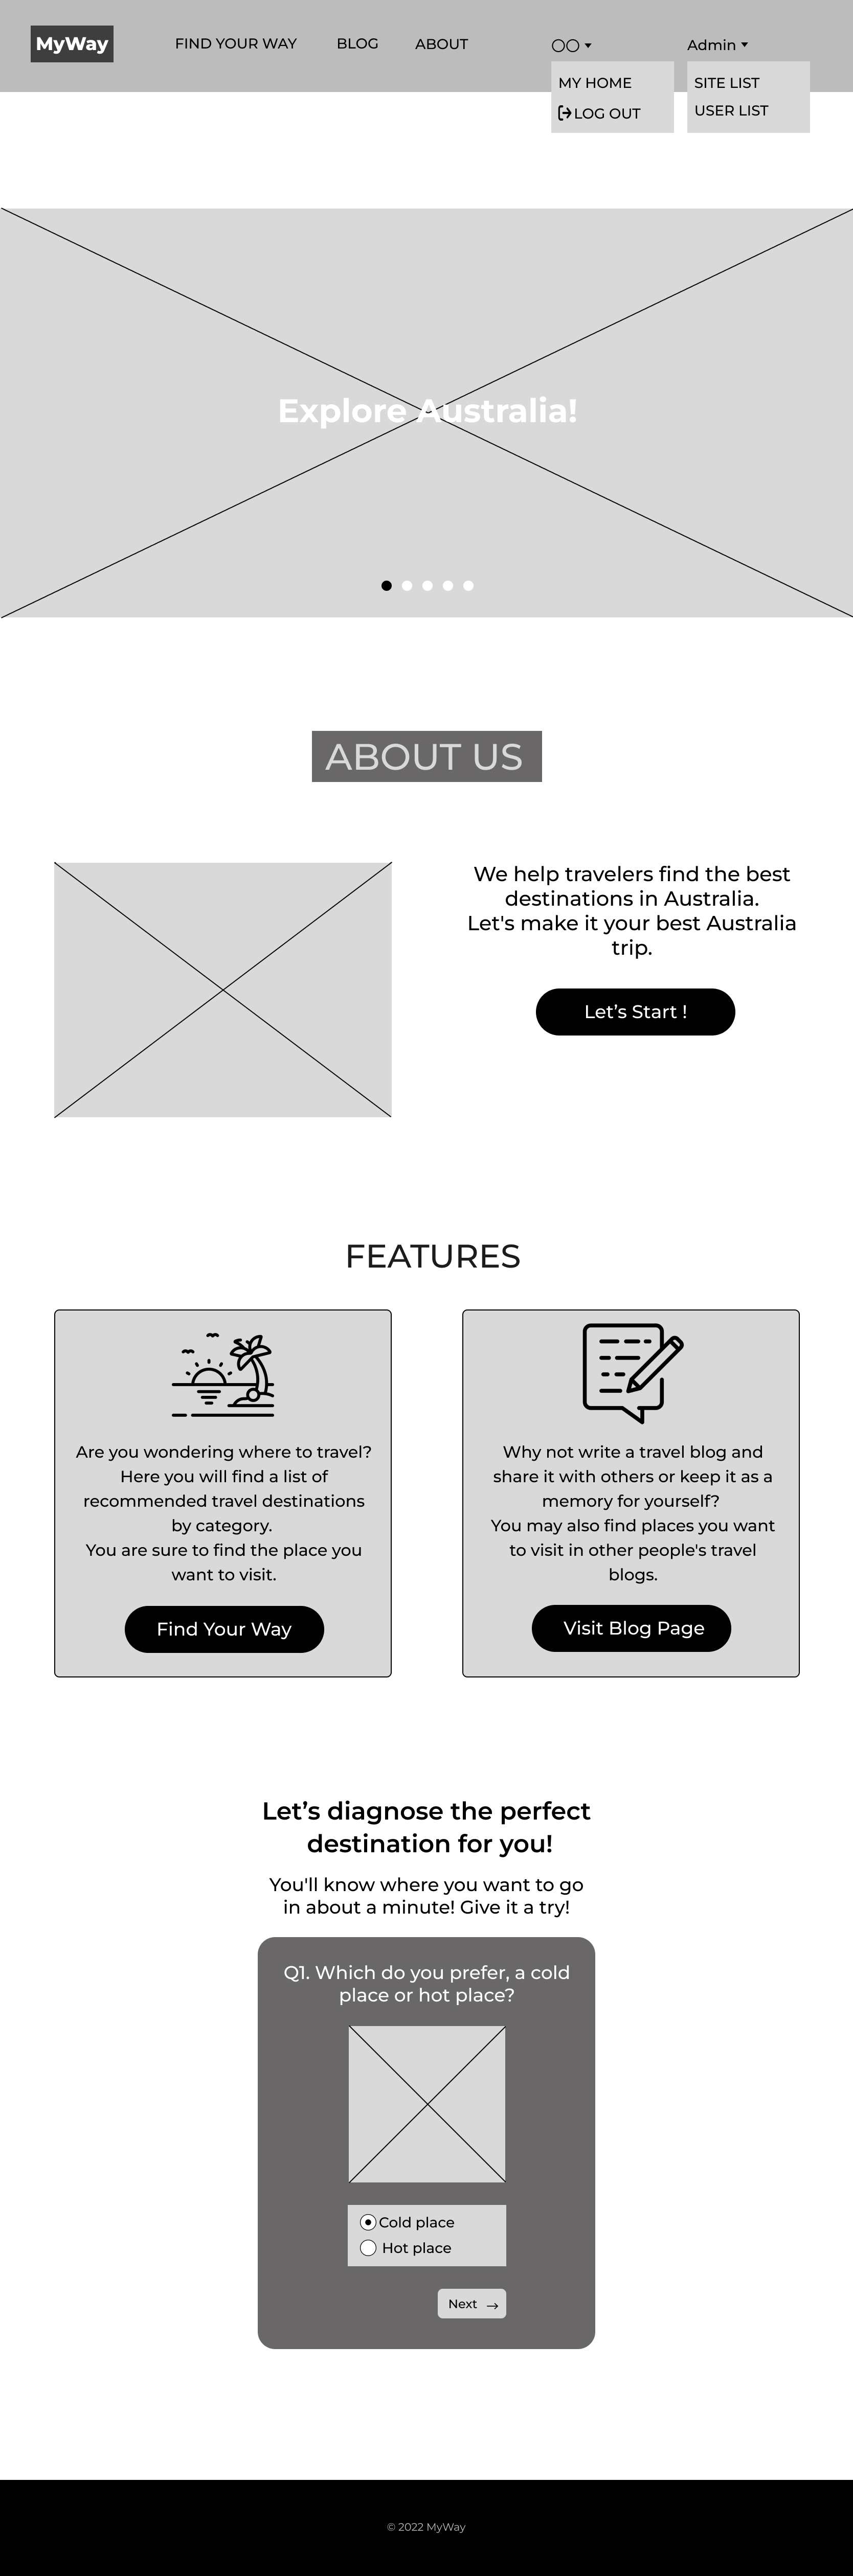 MyWay
FIND YOUR WAY
BLOG
ABOUT
○○
Admin
MY HOME
LOG OUT
SITE LIST
USER LIST
Explore Australia!
ABOUT US
We help travelers find the best
destinations in Australia.
Let's make it your best Australia
trip.
Let’s Start !
FEATURES
Are you wondering where to travel?
Here you will find a list of
recommended travel destinations
by category.
You are sure to find the place you
want to visit.
Find Your Way
Why not write a travel blog and
share it with others or keep it as a
memory for yourself?
You may also find places you want
to visit in other people's travel
blogs.
Visit Blog Page
Let’s diagnose the perfect
destination for you!
You'll know where you want to go
in about a minute! Give it a try!
Q1. Which do you prefer, a cold
place or hot place?
Cold place
Hot place
Next →
© 2022 MyWay